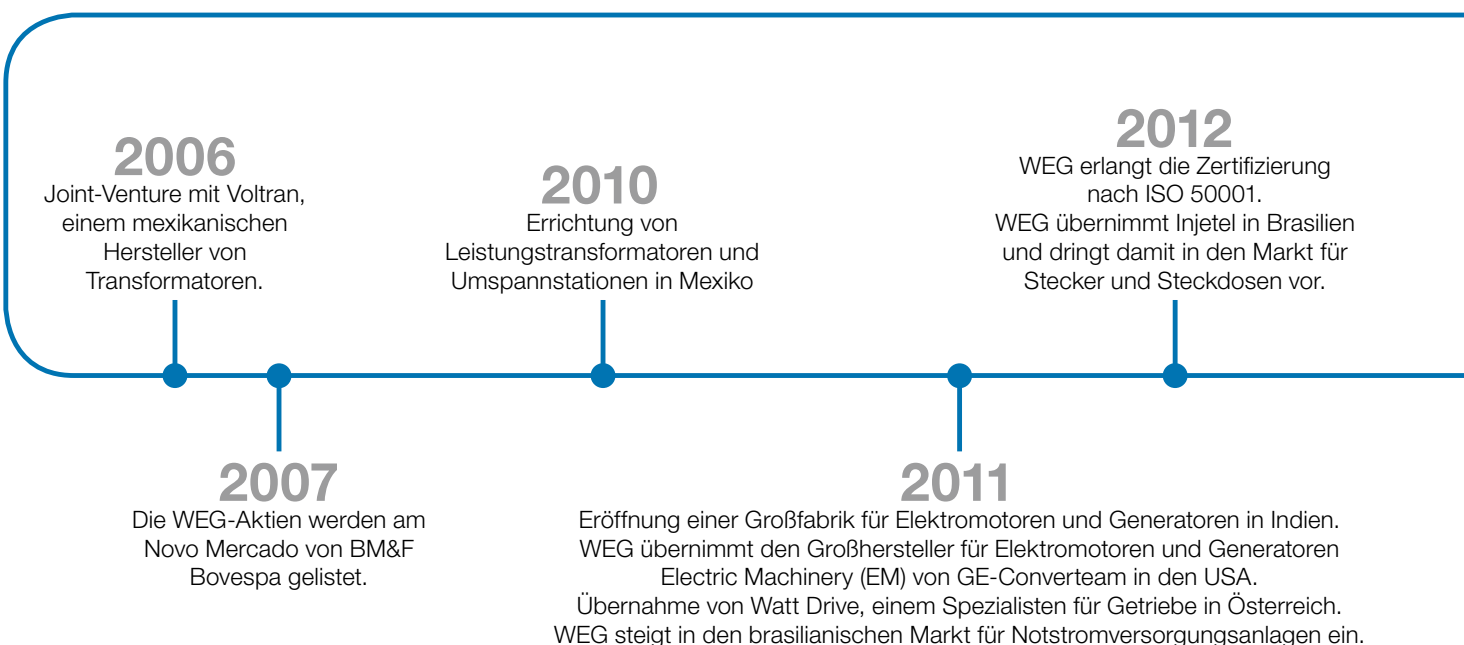 2006
Joint-Venture mit Voltran,
einem mexikanischen
Hersteller von
Transformatoren.
2007
Die WEG-Aktien werden am
Novo Mercado von BM&F
Bovespa gelistet.
2010
Errichtung von
Leistungstransformatoren und
Umspannstationen in Mexiko
2011
Eröffnung einer Großfabrik für Elektromotoren und Generatoren in Indien.
WEG übernimmt den Großhersteller für Elektromotoren und Generatoren
Electric Machinery (EM) von GE-Converteam in den USA.
Übernahme von Watt Drive, einem Spezialisten für Getriebe in Österreich.
WEG steigt in den brasilianischen Markt für Notstromversorgungsanlagen ein.
2012
WEG erlangt die Zertifizierung
nach ISO 50001.
WEG übernimmt Injetel in Brasilien
und dringt damit in den Markt für
Stecker und Steckdosen vor.